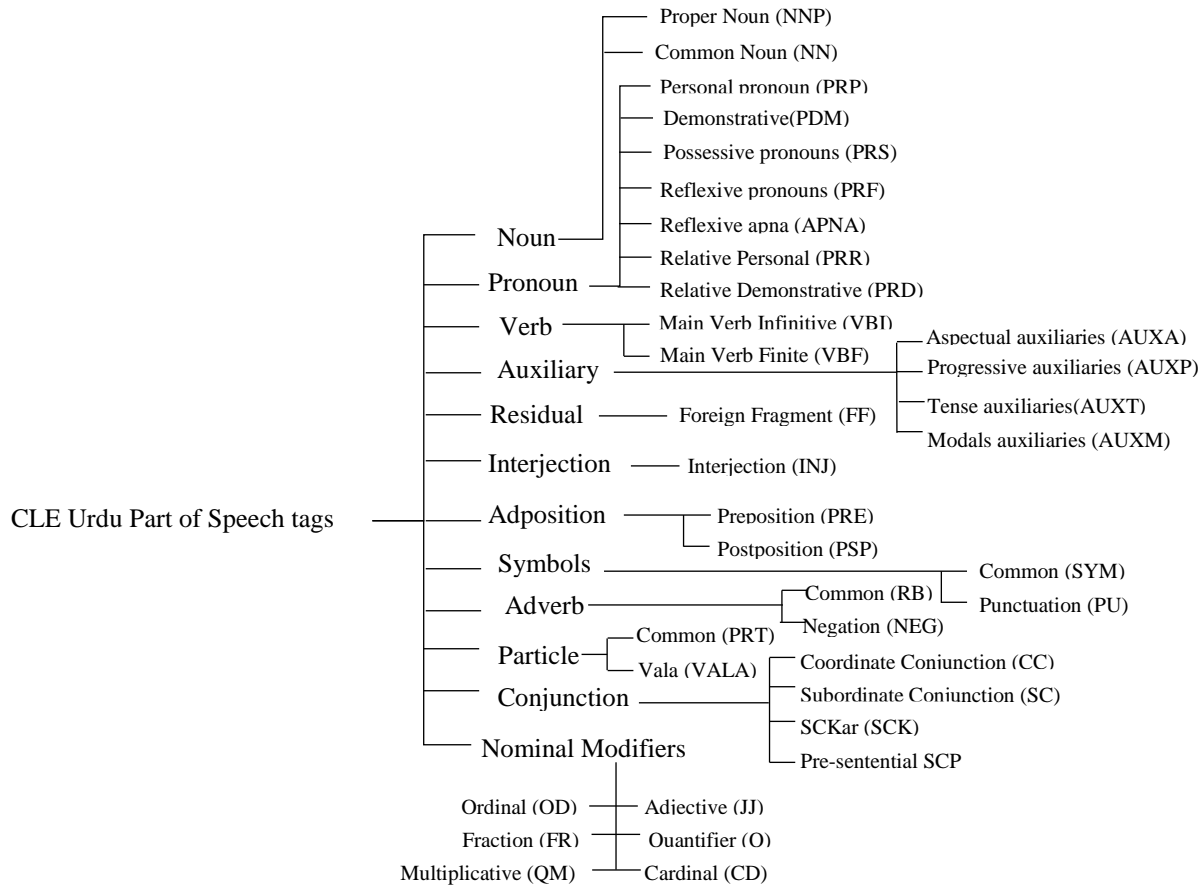 CLE Urdu Part of Speech tags
Noun
Proper Noun (NNP)
Common Noun (NN)
Pronoun
Personal pronoun (PRP)
Demonstrative(PDM)
Possessive pronouns (PRS)
Reflexive pronouns (PRF)
Reflexive apna (APNA)
Relative Personal (PRR)
Relative Demonstrative (PRD)
Verb
Main Verb Infinitive (VBI)
Main Verb Finite (VBF)
Auxiliary
Aspectual auxiliaries (AUXA)
Progressive auxiliaries (AUXP)
Tense auxiliaries(AUXT)
Modals auxiliaries (AUXM)
Residual
Foreign Fragment (FF)
Interjection
Interjection (INJ)
Adposition
Preposition (PRE)
Postposition (PSP)
Symbols
Common (SYM)
Punctuation (PU)
Adverb
Common (RB)
Negation (NEG)
Particle
Common (PRT)
Vala (VALA)
Conjunction
Coordinate Conjunction (CC)
Subordinate Conjunction (SC)
SCKar (SCK)
Pre-sentential SCP
Nominal Modifiers
Ordinal (OD)
Adjective (JJ)
Fraction (FR)
Quantifier (Q)
Multiplicative (QM)
Cardinal (CD)